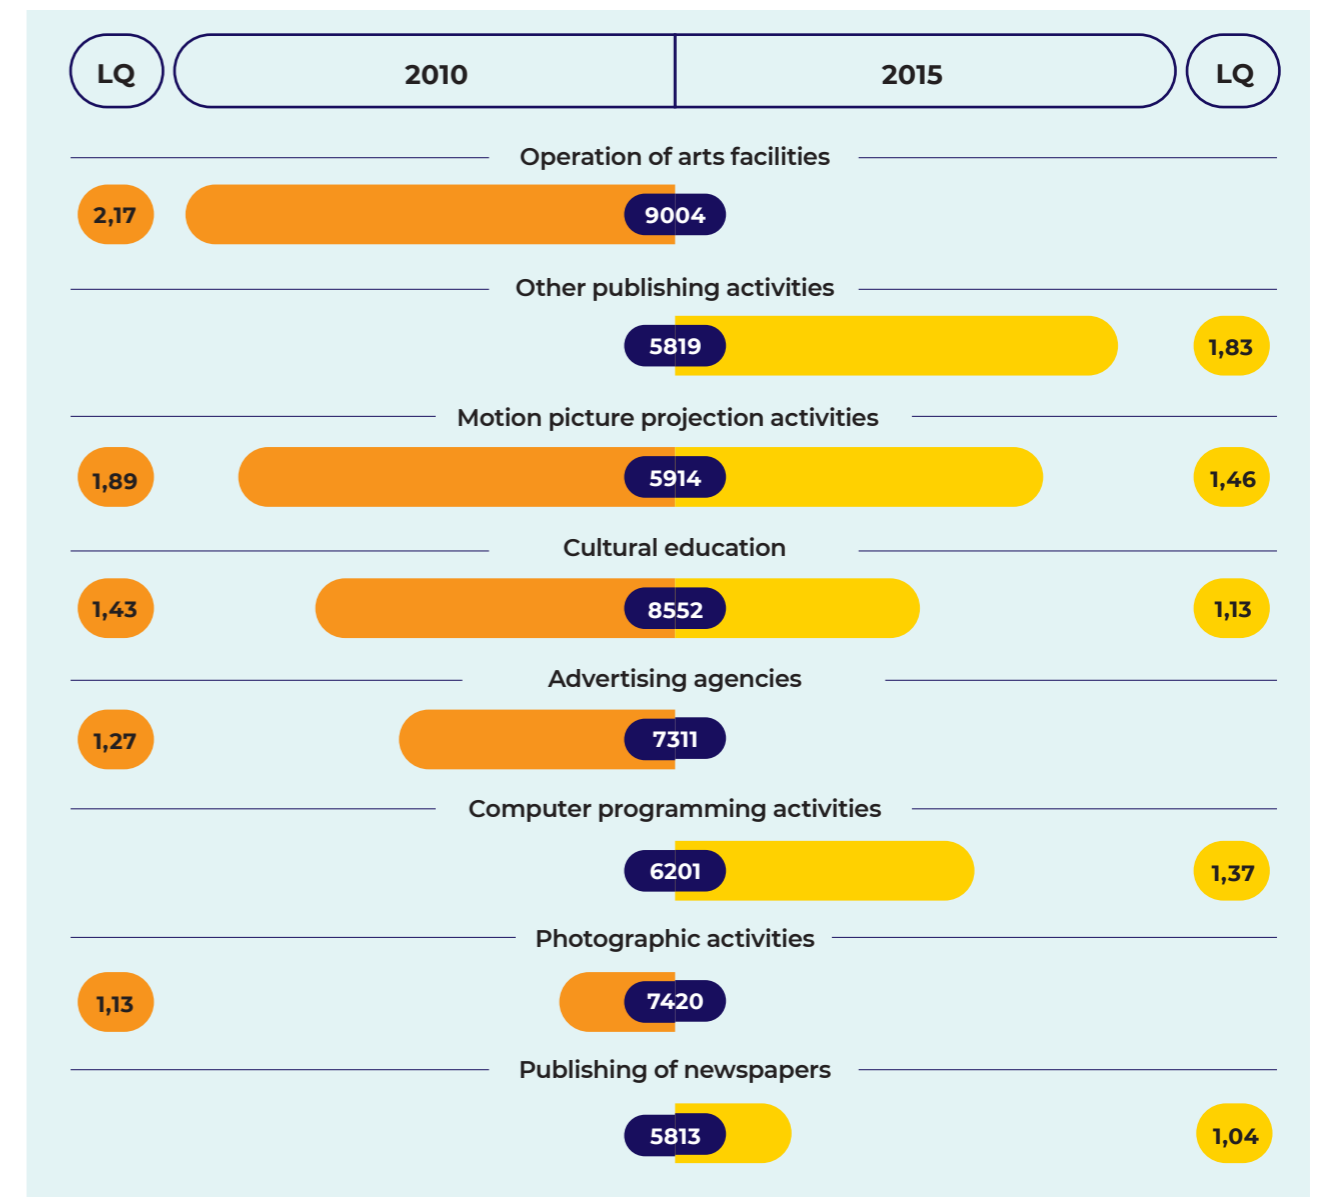 LQ 2010 2015 LQ
Operation of arts facilities
2,17 9004
Other publishing activities
5819 1,83
Motion picture projection activities
1,89 5914 1,46
Cultural education
1,43 8552 1,13
Advertising agencies
1,27 7311
Computer programming activities
6201 1,37
Photographic activities
1,13 7420
Publishing of newspapers
5813 1,04